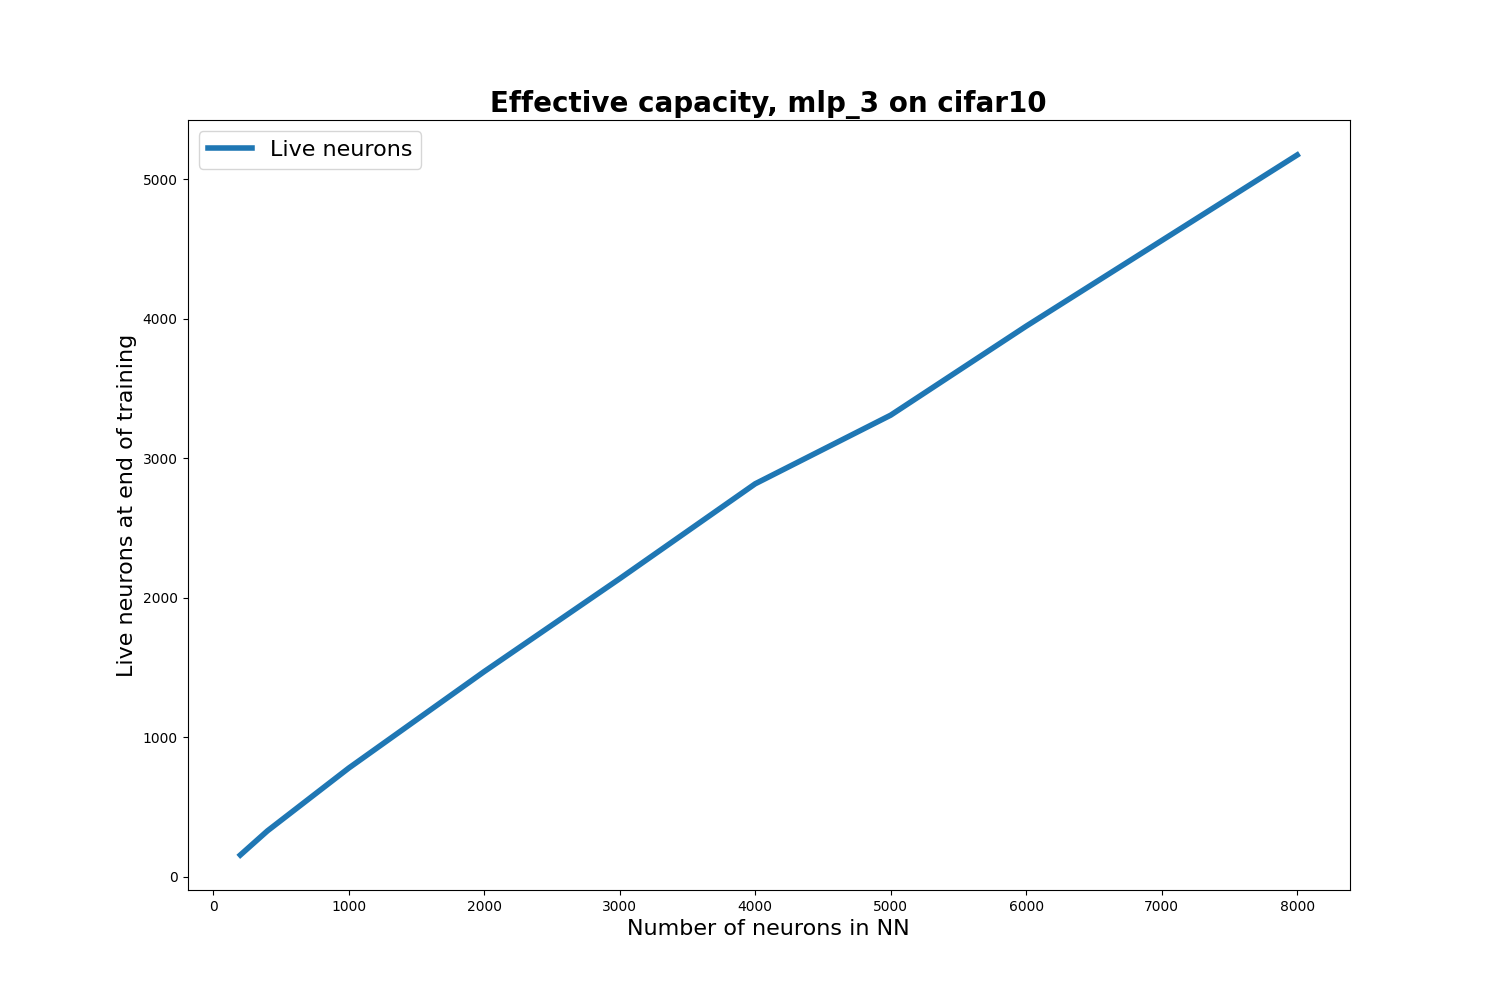 Effective capacity, mlp_3 on cifar10
Live neurons
5000
4000
3000
2000
1000
0
Live neurons at end of training
0 1000 2000 3000 4000 5000 6000 7000 8000
Number of neurons in NN